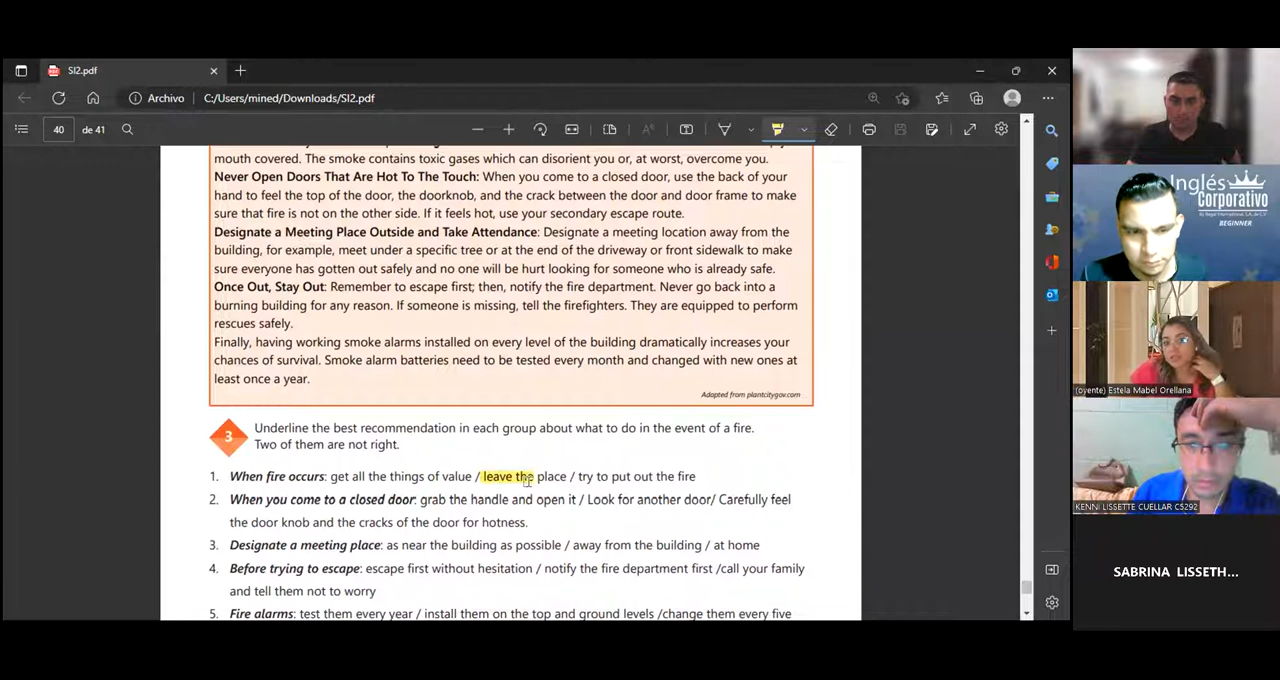 SI2.pdf
Archivo C:/Users/mined/Downloads/SI2.pdf
40 de 41
mouth covered. The smoke contains toxic gases which can disorient you or, at worst, overcome you.
Never Open Doors That Are Hot To The Touch: When you come to a closed door, use the back of your
hand to feel the top of the door, the doorknob, and the crack between the door and door frame to make
sure that fire is not on the other side. If it feels hot, use your secondary escape route.
Designate a Meeting Place Outside and Take Attendance: Designate a meeting location away from the
building, for example, meet under a specific tree or at the end of the driveway or front sidewalk to make
sure everyone has gotten out safely and no one will be hurt looking for someone who is already safe.
Once Out, Stay Out: Remember to escape first; then, notify the fire department. Never go back into a
burning building for any reason. If someone is missing, tell the firefighters. They are equipped to perform
rescues safely.
Finally, having working smoke alarms installed on every level of the building dramatically increases your
chances of survival. Smoke alarm batteries need to be tested every month and changed with new ones at
least once a year.
Adapted from plantcitygov.com
3
Underline the best recommendation in each group about what to do in the event of a fire.
Two of them are not right.
1. When fire occurs: get all the things of value / leave the place / try to put out the fire
2. When you come to a closed door: grab the handle and open it / Look for another door/ Carefully feel
the door knob and the cracks of the door for hotness.
3. Designate a meeting place: as near the building as possible / away from the building / at home
4. Before trying to escape: escape first without hesitation / notify the fire department first /call your family
and tell them not to worry
5. Fire alarms: test them every year / install them on the top and ground levels /change them every five
Inglés
Corporativo
BEGINNER
(oyente) Estela Mabel Orellana
KENNI LISSETTE CUELLAR C5292
SABRINA LISSETH...